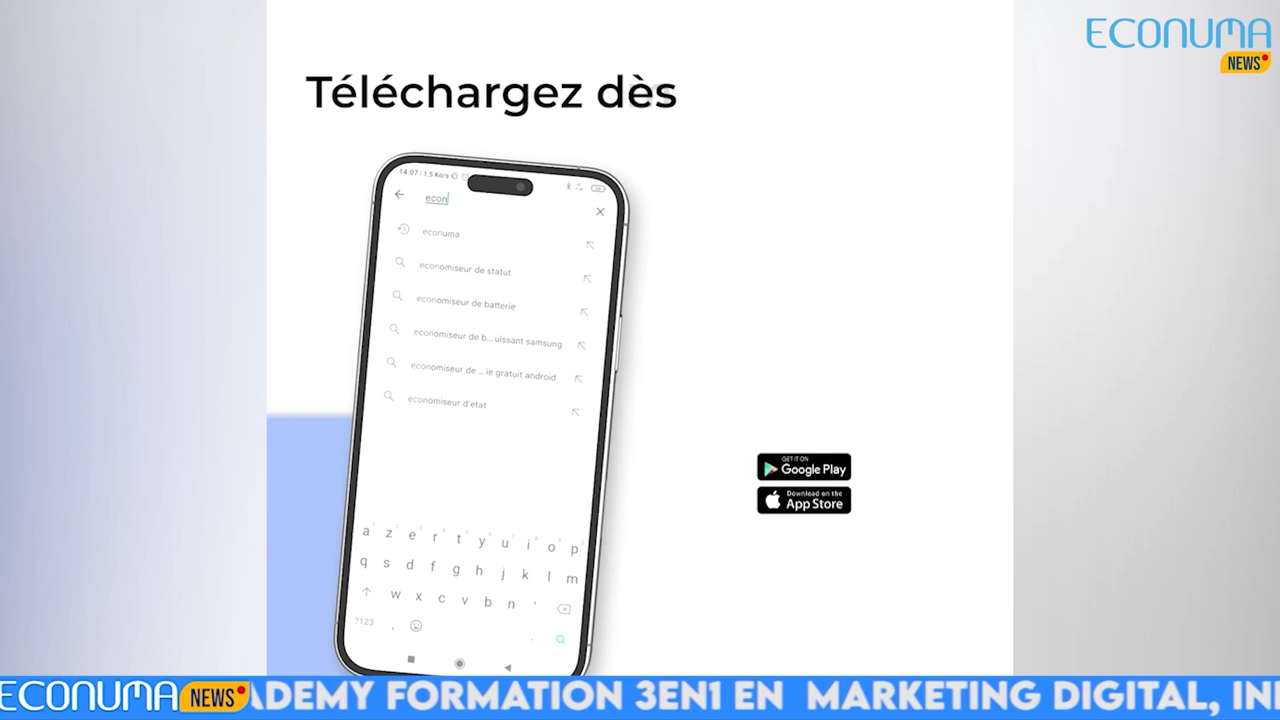 ECONUMA
NEWS
Téléchargez dès
14:07 | 1,5 Ko/s
econ
econuma
economiseur de statut
economiseur de batterie
economiseur de b... uissant samsung
economiseur de ... ie gratuit android
economiseur d'etat
GET IT ON
Google Play
Download on the
App Store
a z e r t y u i o p
q s d f g h j k l m
w x c v b n '
?123 , .
ECONUMA NEWS ADEMY FORMATION 3EN1 EN MARKETING DIGITAL, IN